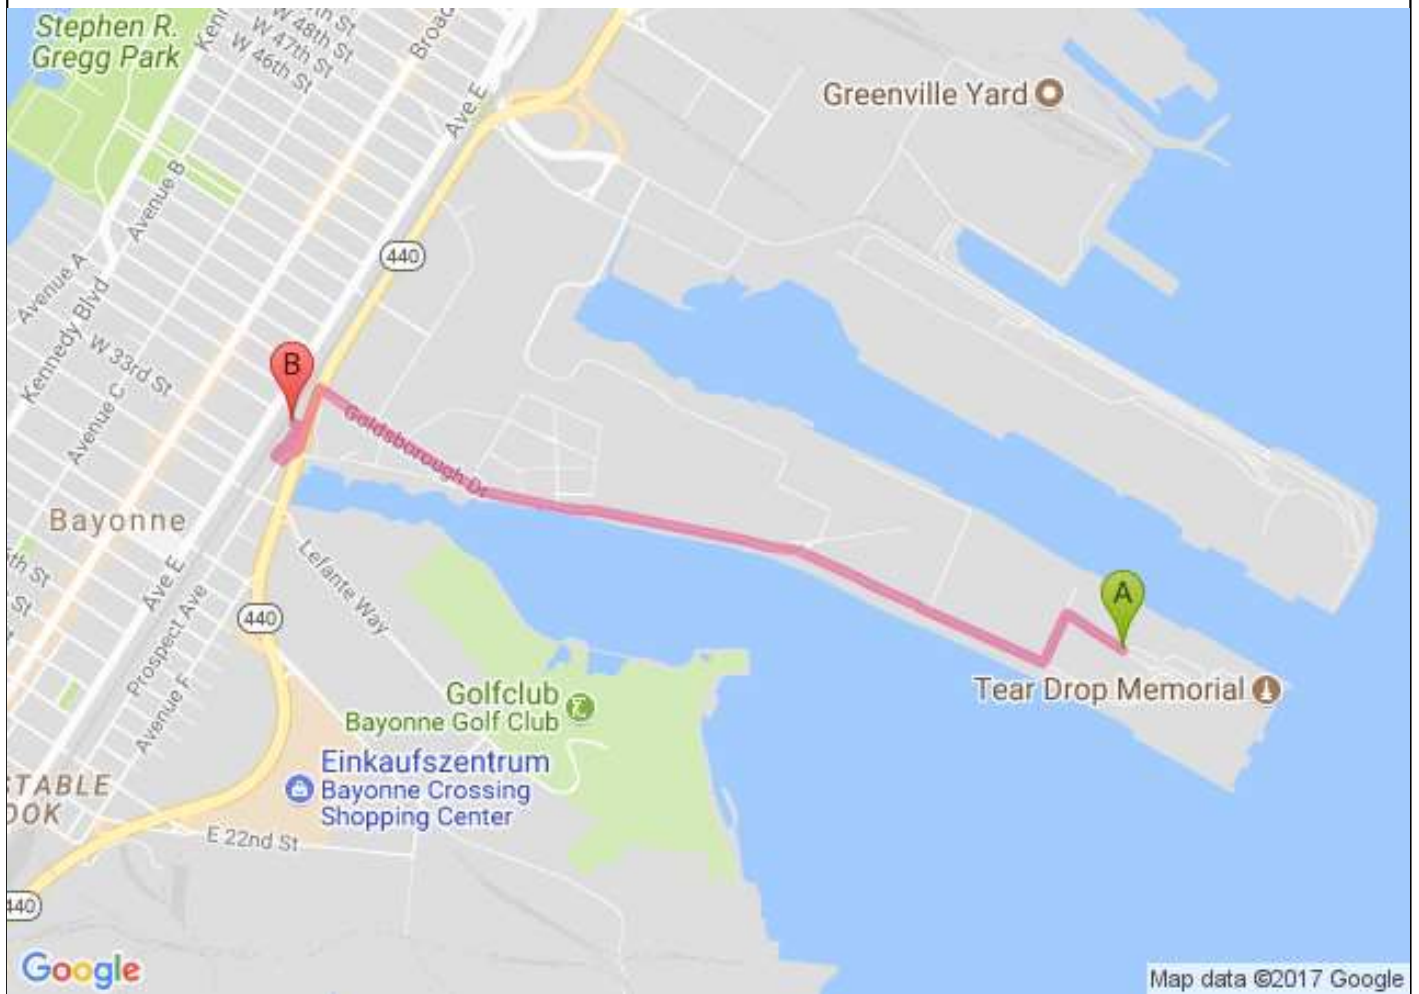 Stephen R.
Gregg Park
W 48th St
W 47th St
W 46th St
Ave E
Greenville Yard
Avenue B
440
Avenue A
Kennedy Blvd
W 33rd St
Avenue C
B
Goldsborough Dr
Bayonne
Lefante Way
Ave E
Prospect Ave
Avenue F
440
A
Tear Drop Memorial
Golfclub
Bayonne Golf Club
Einkaufszentrum
Bayonne Crossing
Shopping Center
E 22nd St
440
Google
Map data ©2017 Google